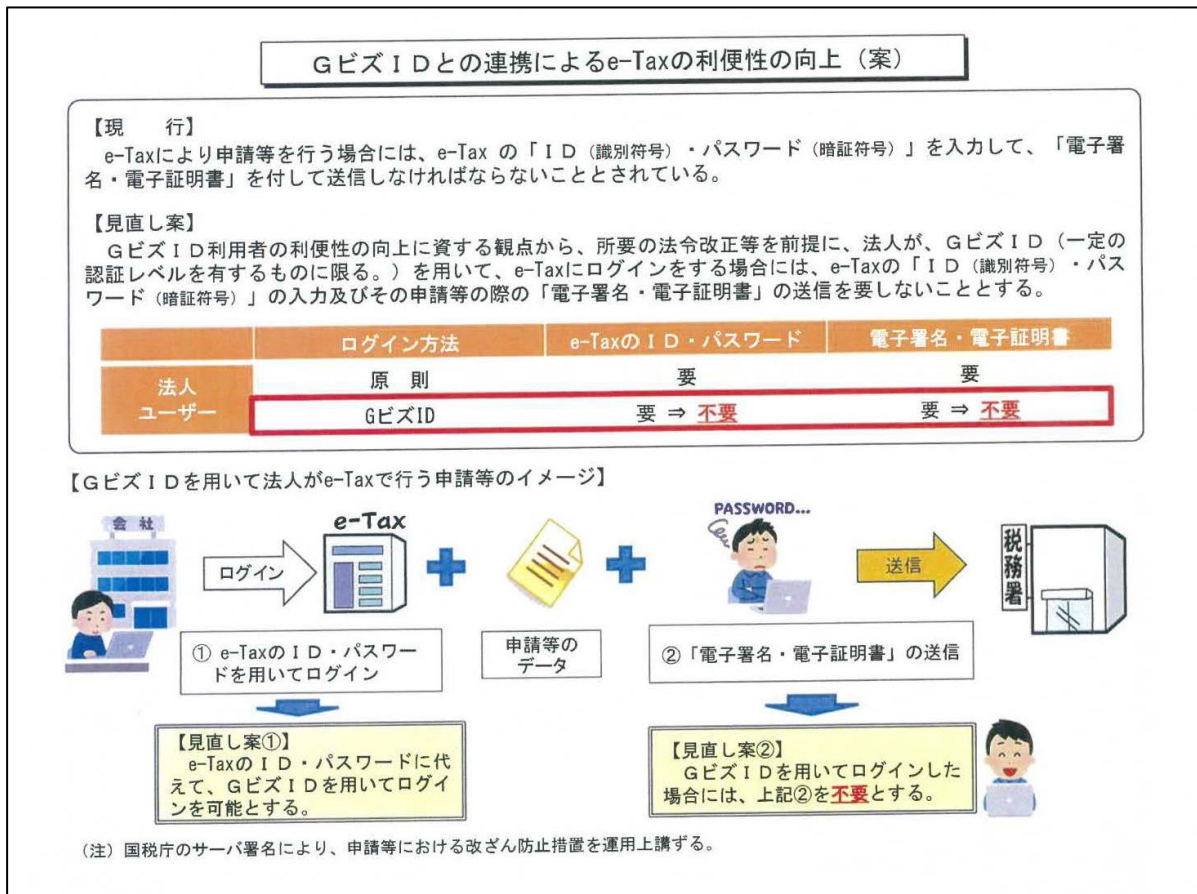 GビズIDとの連携によるe-Taxの利便性の向上（案）
【現　　行】
e-Taxにより申請等を行う場合には、e-Tax の「ID（識別符号）・パスワード（暗証符号）」を入力して、「電子署
名・電子証明書」を付して送信しなければならないこととされている。
【見直し案】
GビズID利用者の利便性の向上に資する観点から、所要の法令改正等を前提に、法人が、GビズID（一定の
認証レベルを有するものに限る。）を用いて、e-Taxにログインをする場合には、e-Taxの「ID（識別符号）・パス
ワード（暗証符号）」の入力及びその申請等の際の「電子署名・電子証明書」の送信を要しないこととする。
ログイン方法　e-TaxのID・パスワード　電子署名・電子証明書
法人
ユーザー
原　則　要　要
GビズID　要 ⇒ 不要　要 ⇒ 不要
【GビズIDを用いて法人がe-Taxで行う申請等のイメージ】
会社
ログイン
e-Tax
PASSWORD...
送信
税務署
① e-TaxのID・パスワー
ドを用いてログイン
申請等の
データ
②「電子署名・電子証明書」の送信
【見直し案①】
e-TaxのID・パスワードに代
えて、GビズIDを用いてログイ
ンを可能とする。
【見直し案②】
GビズIDを用いてログインした
場合には、上記②を不要とする。
（注）国税庁のサーバ署名により、申請等における改ざん防止措置を運用上講ずる。